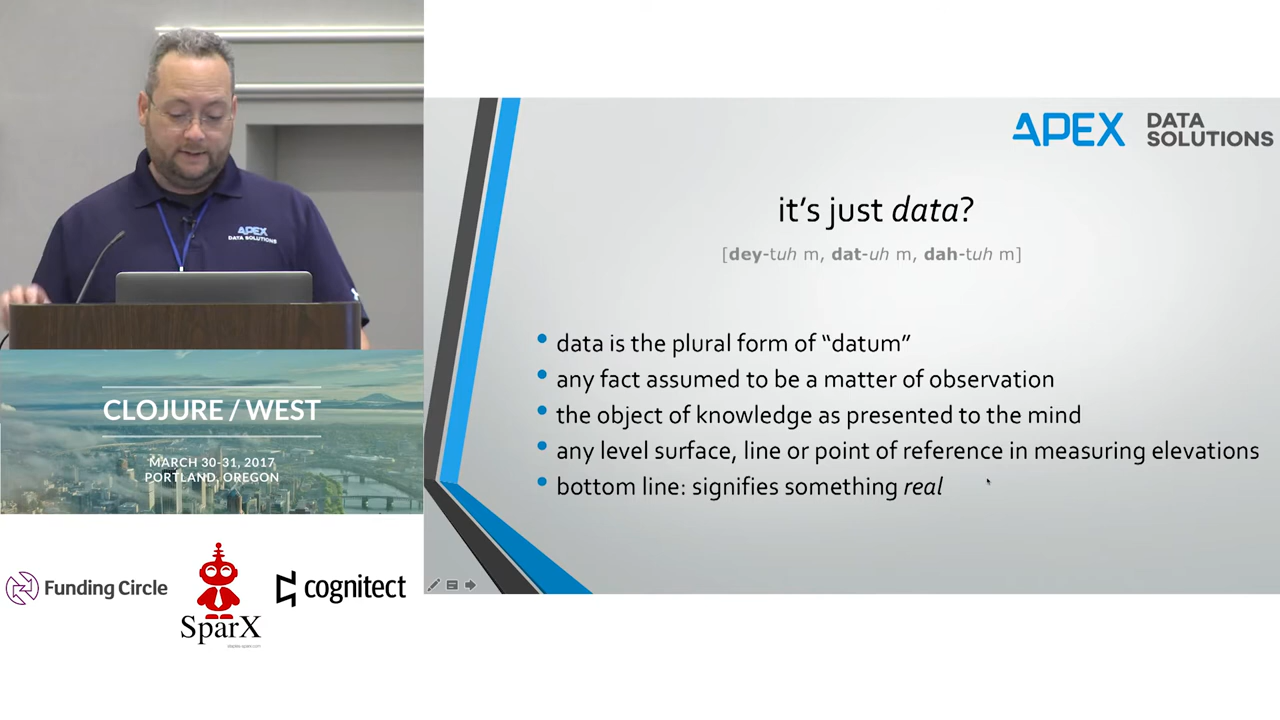 APEX
DATA SOLUTIONS
CLOJURE / WEST
MARCH 30-31, 2017
PORTLAND, OREGON
Funding Circle
SparX
cognitect
APEX DATA
SOLUTIONS
it's just data?
[dey-tuh m, dat-uh m, dah-tuh m]
• data is the plural form of “datum”
• any fact assumed to be a matter of observation
• the object of knowledge as presented to the mind
• any level surface, line or point of reference in measuring elevations
• bottom line: signifies something real